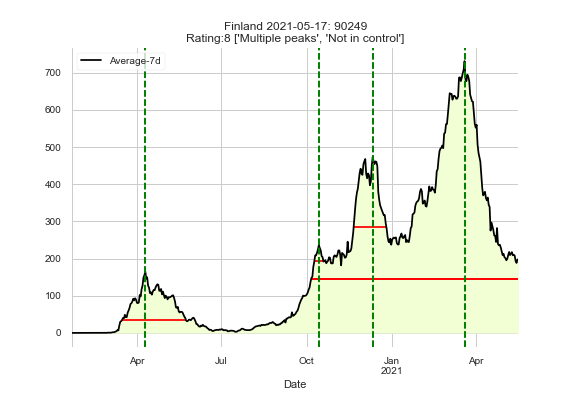 Finland 2021-05-17: 90249
Rating:8 ['Multiple peaks', 'Not in control']
Average-7d
700
600
500
400
300
200
100
0
Apr
Jul
Oct
Jan
2021
Apr
Date